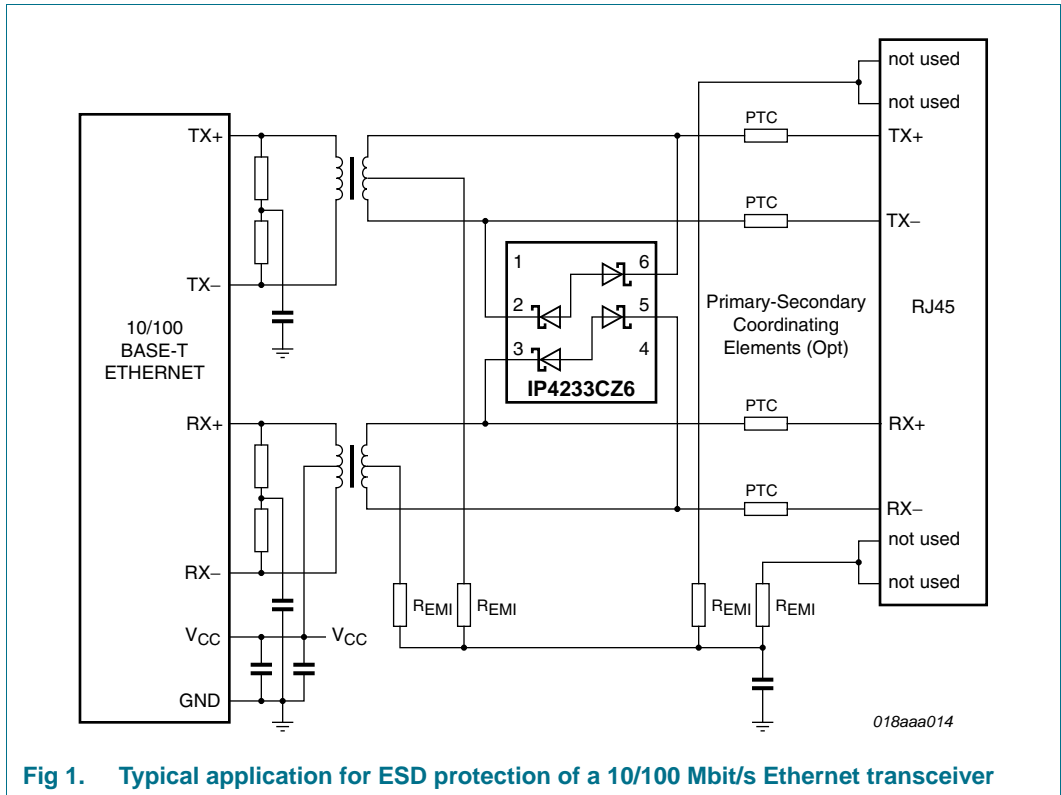 not used
not used
PTC
TX+
TX+
PTC
TX−
1
6
2
5
3
4
IP4233CZ6
TX−
Primary-Secondary
Coordinating
Elements (Opt)
RJ45
10/100
BASE-T
ETHERNET
PTC
RX+
RX+
PTC
RX−
not used
not used
RX−
REMI
REMI
REMI
REMI
VCC
VCC
GND
018aaa014
Fig 1. Typical application for ESD protection of a 10/100 Mbit/s Ethernet transceiver